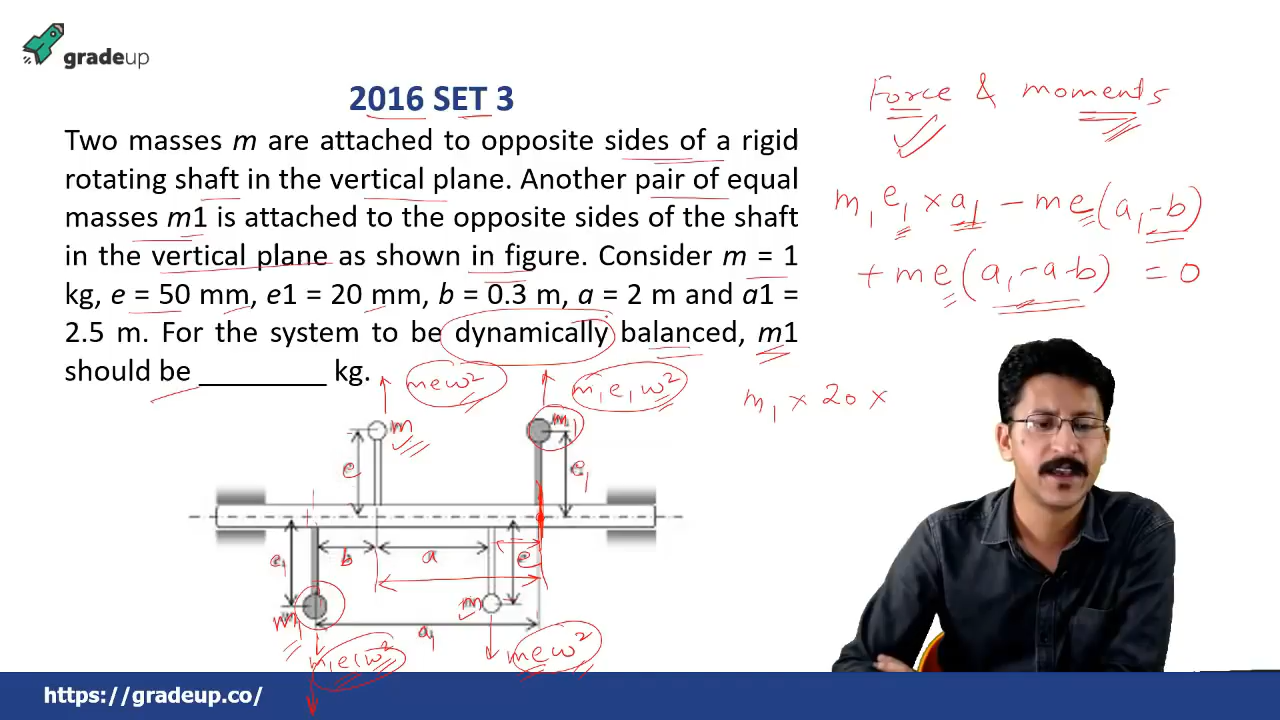 gradeup
2016 SET 3
Two masses m are attached to opposite sides of a rigid
rotating shaft in the vertical plane. Another pair of equal
masses m1 is attached to the opposite sides of the shaft
in the vertical plane as shown in figure. Consider m = 1
kg, e = 50 mm, e1 = 20 mm, b = 0.3 m, a = 2 m and a1 =
2.5 m. For the system to be dynamically balanced, m1
should be ________ kg.
Force & moments
m₁e₁ × a₁ − me(a₁−b)
+ me(a₁−a−b) = 0
m₁ × 20 ×
meω²
m₁e₁ω²
m
m₁
e
e₁
e₁
b
a
e
m₁
m
a₁
m₁e₁ω²
meω²
https://gradeup.co/